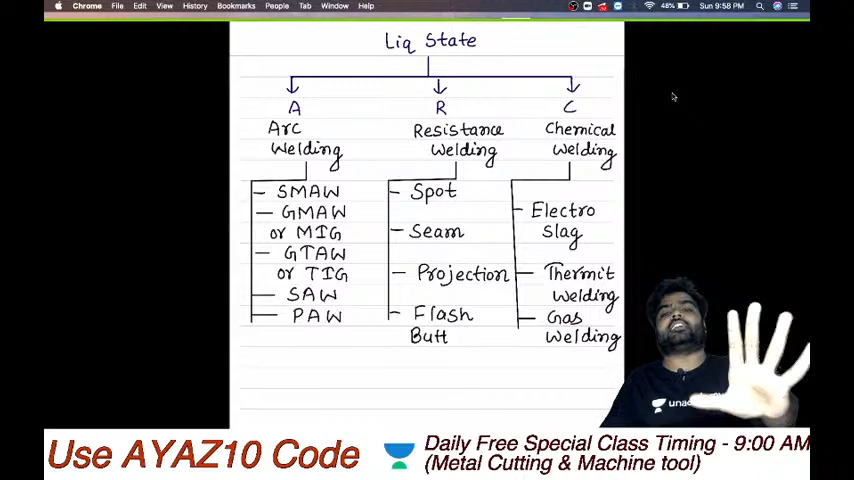 Chrome File Edit View History Bookmarks People Tab Window Help
48% Sun 9:58 PM
Liq State
A R C
Arc Welding
Resistance Welding
Chemical Welding
SMAW
GMAW
or MIG
GTAW
or TIG
SAW
PAW
Spot
Seam
Projection
Flash
Butt
Electro
Slag
Thermit
Welding
Gas
Welding
una
Use AYAZ10 Code
Daily Free Special Class Timing - 9:00 AM
(Metal Cutting & Machine tool)